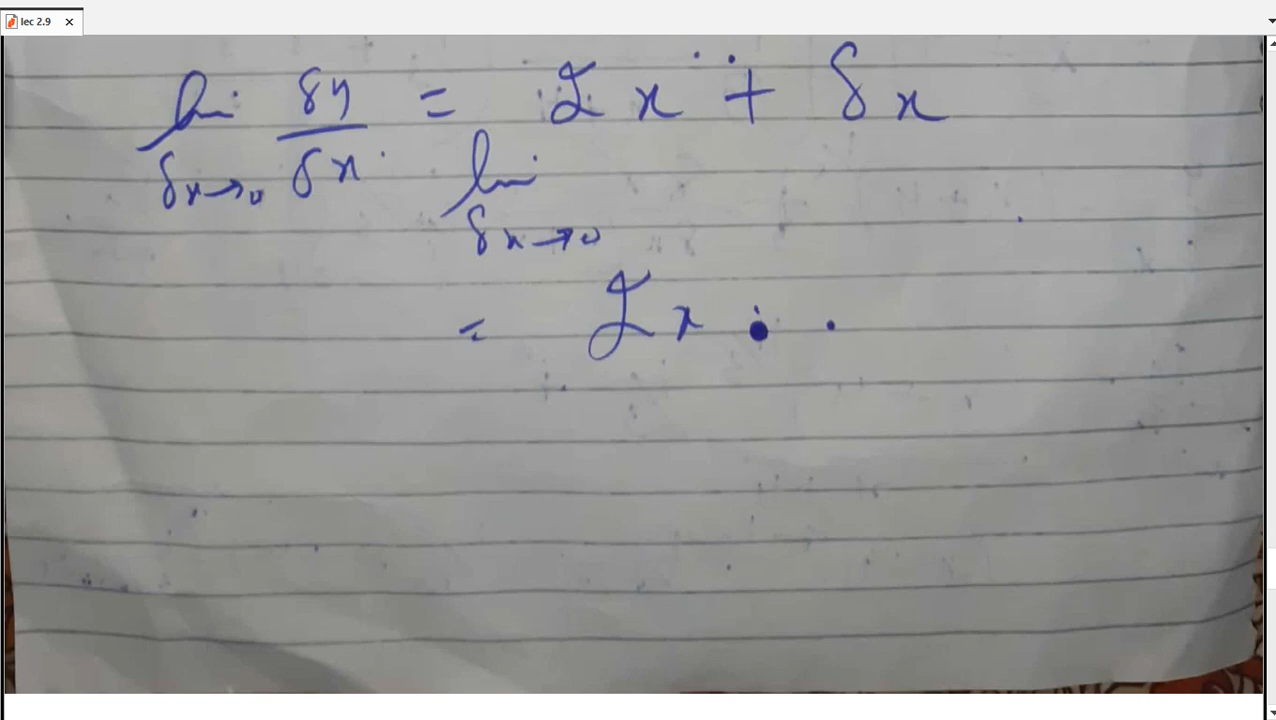 lec 2.9
lim δy/δx = 2x + δx
δx→0 lim
δx→0
= 2x